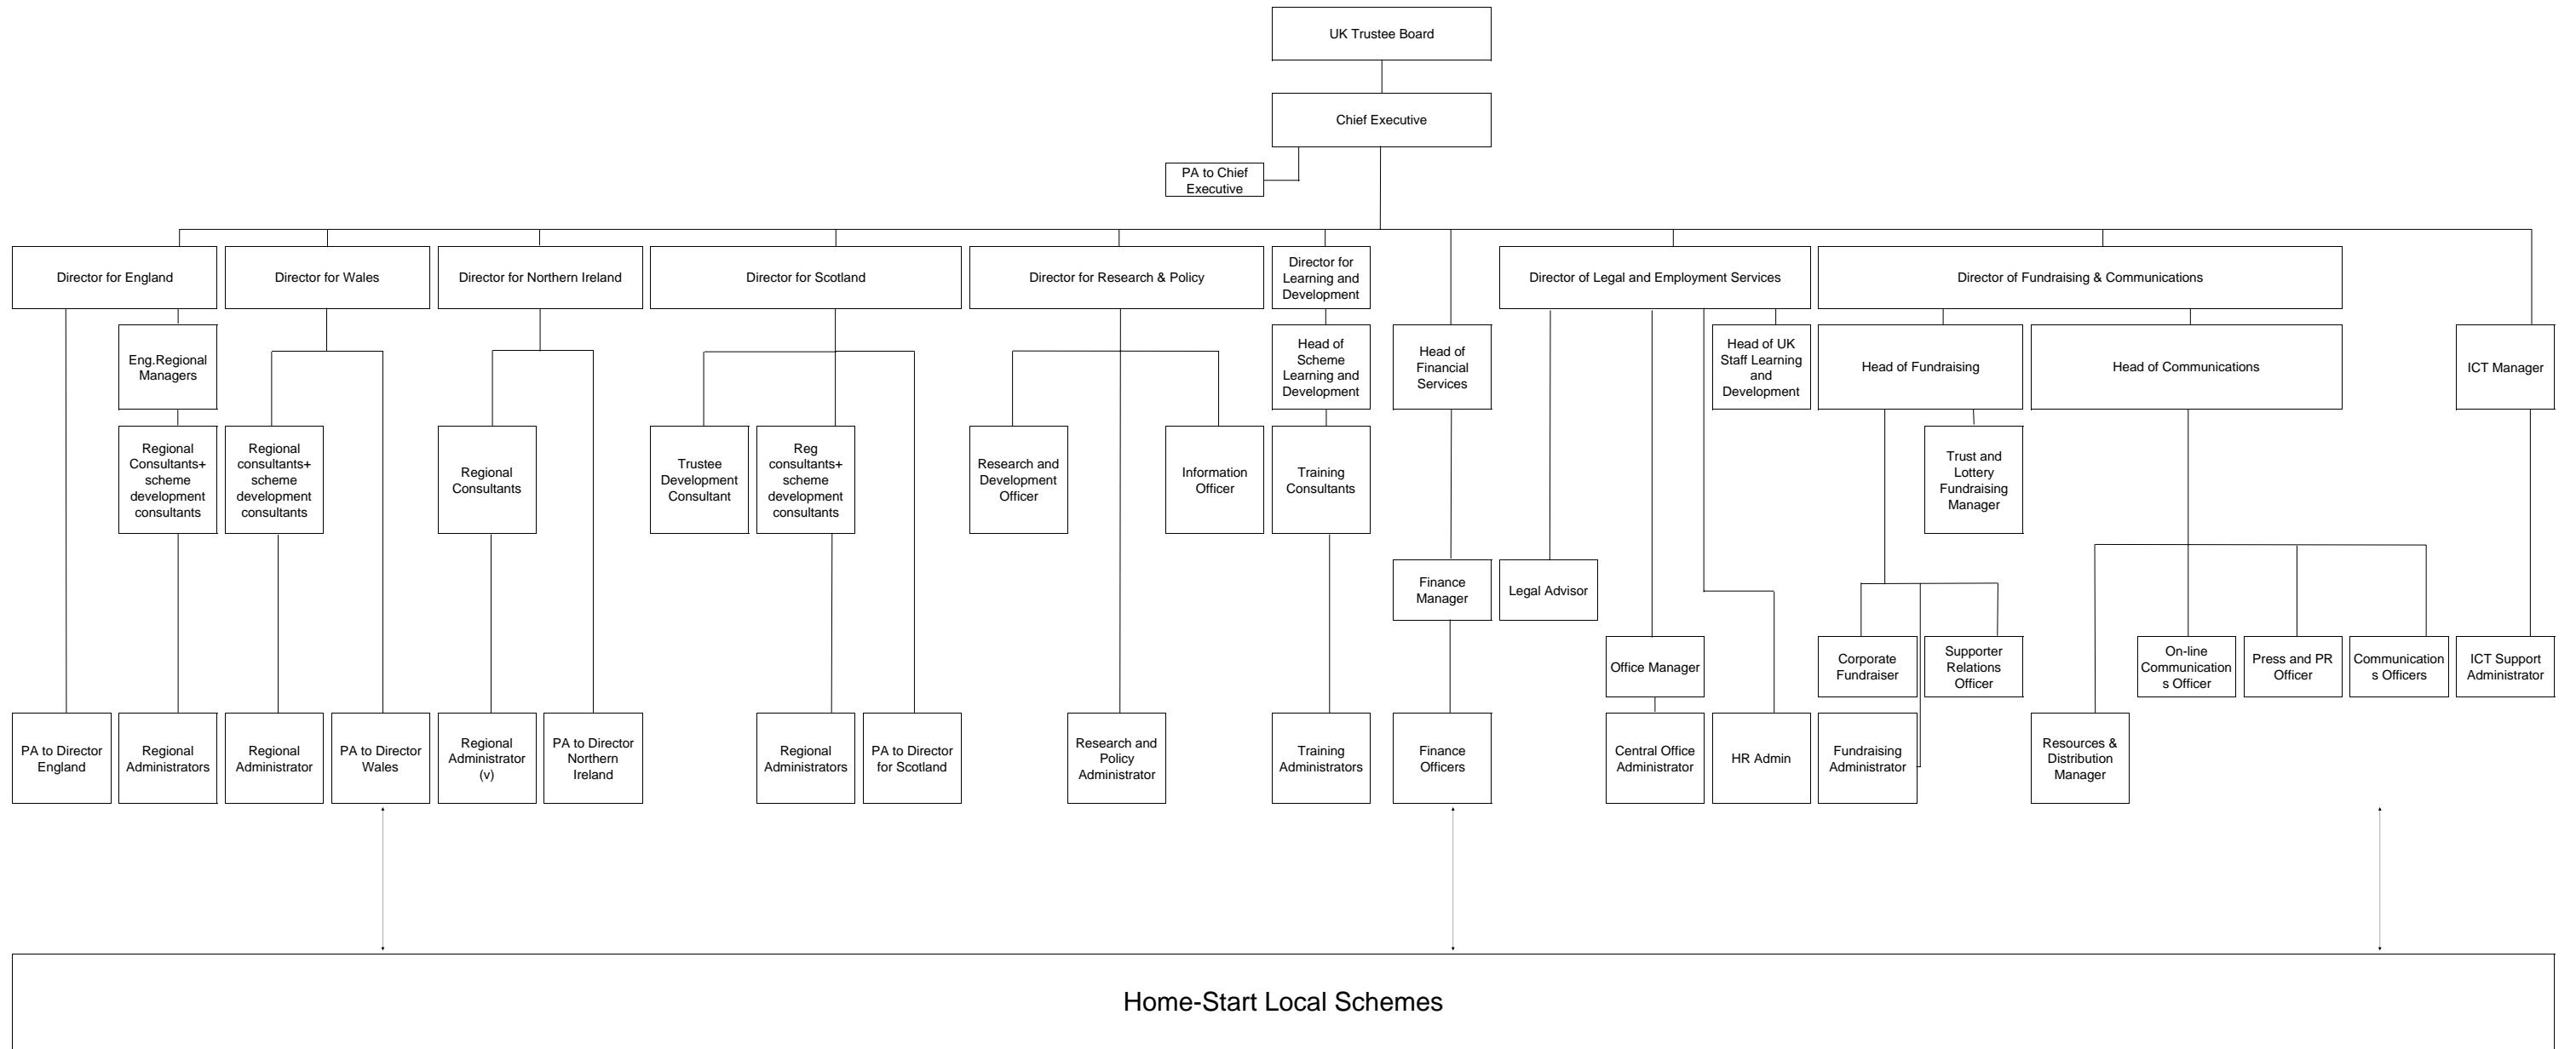 UK Trustee Board
Chief Executive
PA to Chief
Executive
Director for England
Director for Wales
Director for Northern Ireland
Director for Scotland
Director for Research & Policy
Director for
Learning and
Development
Director of Legal and Employment Services
Director of Fundraising & Communications
Eng.Regional
Managers
Head of
Scheme
Learning and
Development
Head of
Financial
Services
Head of UK
Staff Learning
and
Development
Head of Fundraising
Head of Communications
ICT Manager
Regional
Consultants+
scheme
development
consultants
Regional
consultants+
scheme
development
consultants
Regional
Consultants
Trustee
Development
Consultant
Reg
consultants+
scheme
development
consultants
Research and
Development
Officer
Information
Officer
Training
Consultants
Trust and
Lottery
Fundraising
Manager
Finance
Manager
Legal Advisor
Office Manager
Corporate
Fundraiser
Supporter
Relations
Officer
On-line
Communication
s Officer
Press and PR
Officer
Communication
s Officers
ICT Support
Administrator
PA to Director
England
Regional
Administrators
Regional
Administrator
PA to Director
Wales
Regional
Administrator
(v)
PA to Director
Northern
Ireland
Regional
Administrators
PA to Director
for Scotland
Research and
Policy
Administrator
Training
Administrators
Finance
Officers
Central Office
Administrator
HR Admin
Fundraising
Administrator
Resources &
Distribution
Manager
Home-Start Local Schemes